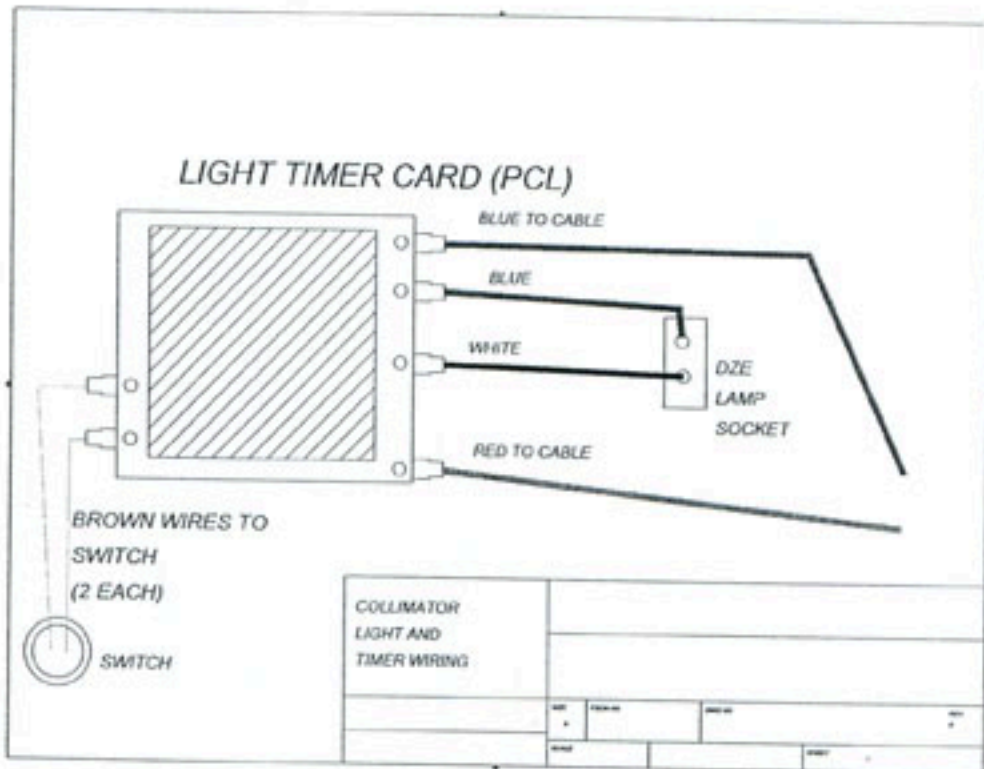 LIGHT TIMER CARD (PCL)
BLUE TO CABLE
BLUE
WHITE
DZE
LAMP
SOCKET
RED TO CABLE
BROWN WIRES TO
SWITCH
(2 EACH)
SWITCH
COLLIMATOR
LIGHT AND
TIMER WIRING